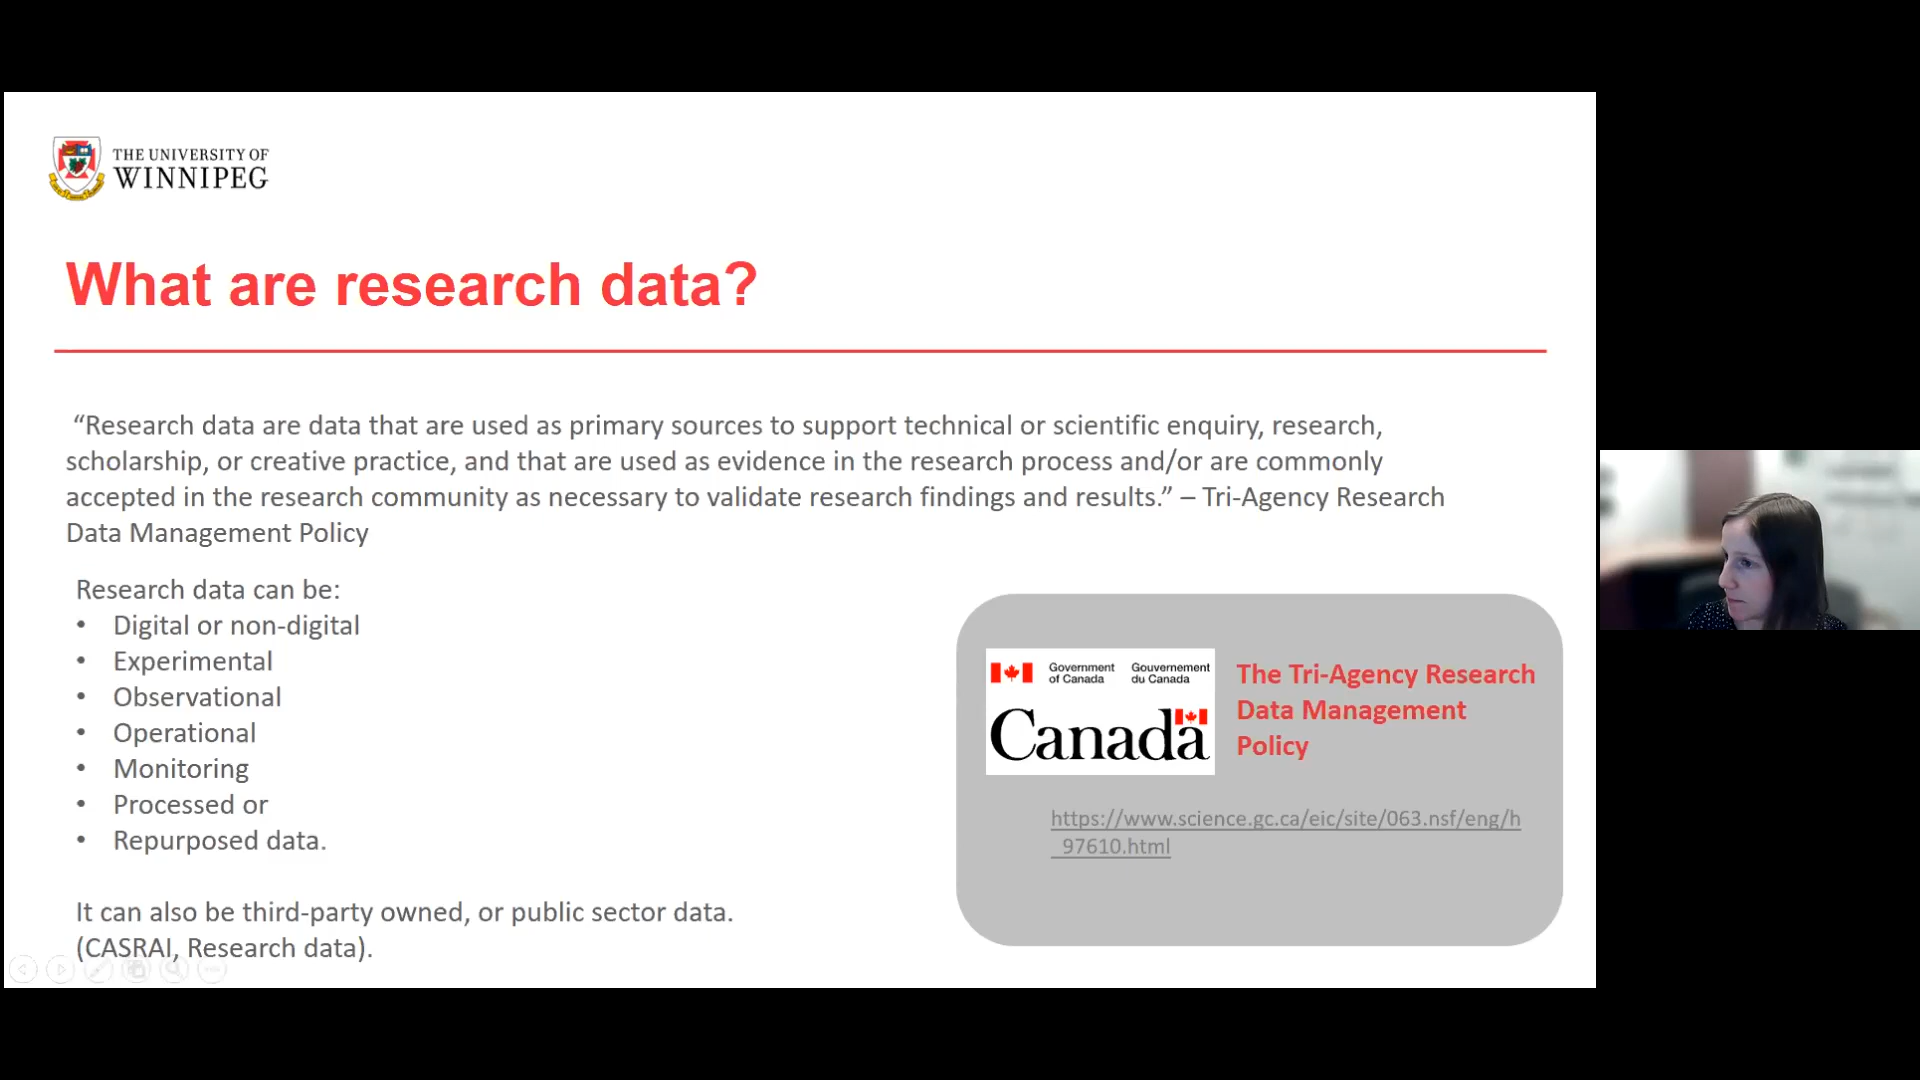 THE UNIVERSITY OF
WINNIPEG
What are research data?
“Research data are data that are used as primary sources to support technical or scientific enquiry, research,
scholarship, or creative practice, and that are used as evidence in the research process and/or are commonly
accepted in the research community as necessary to validate research findings and results.” – Tri-Agency Research
Data Management Policy
Research data can be:
• Digital or non-digital
• Experimental
• Observational
• Operational
• Monitoring
• Processed or
• Repurposed data.
It can also be third-party owned, or public sector data.
(CASRAI, Research data).
Government of Canada
Gouvernement du Canada
Canada
The Tri-Agency Research
Data Management
Policy
https://www.science.gc.ca/eic/site/063.nsf/eng/h
_97610.html